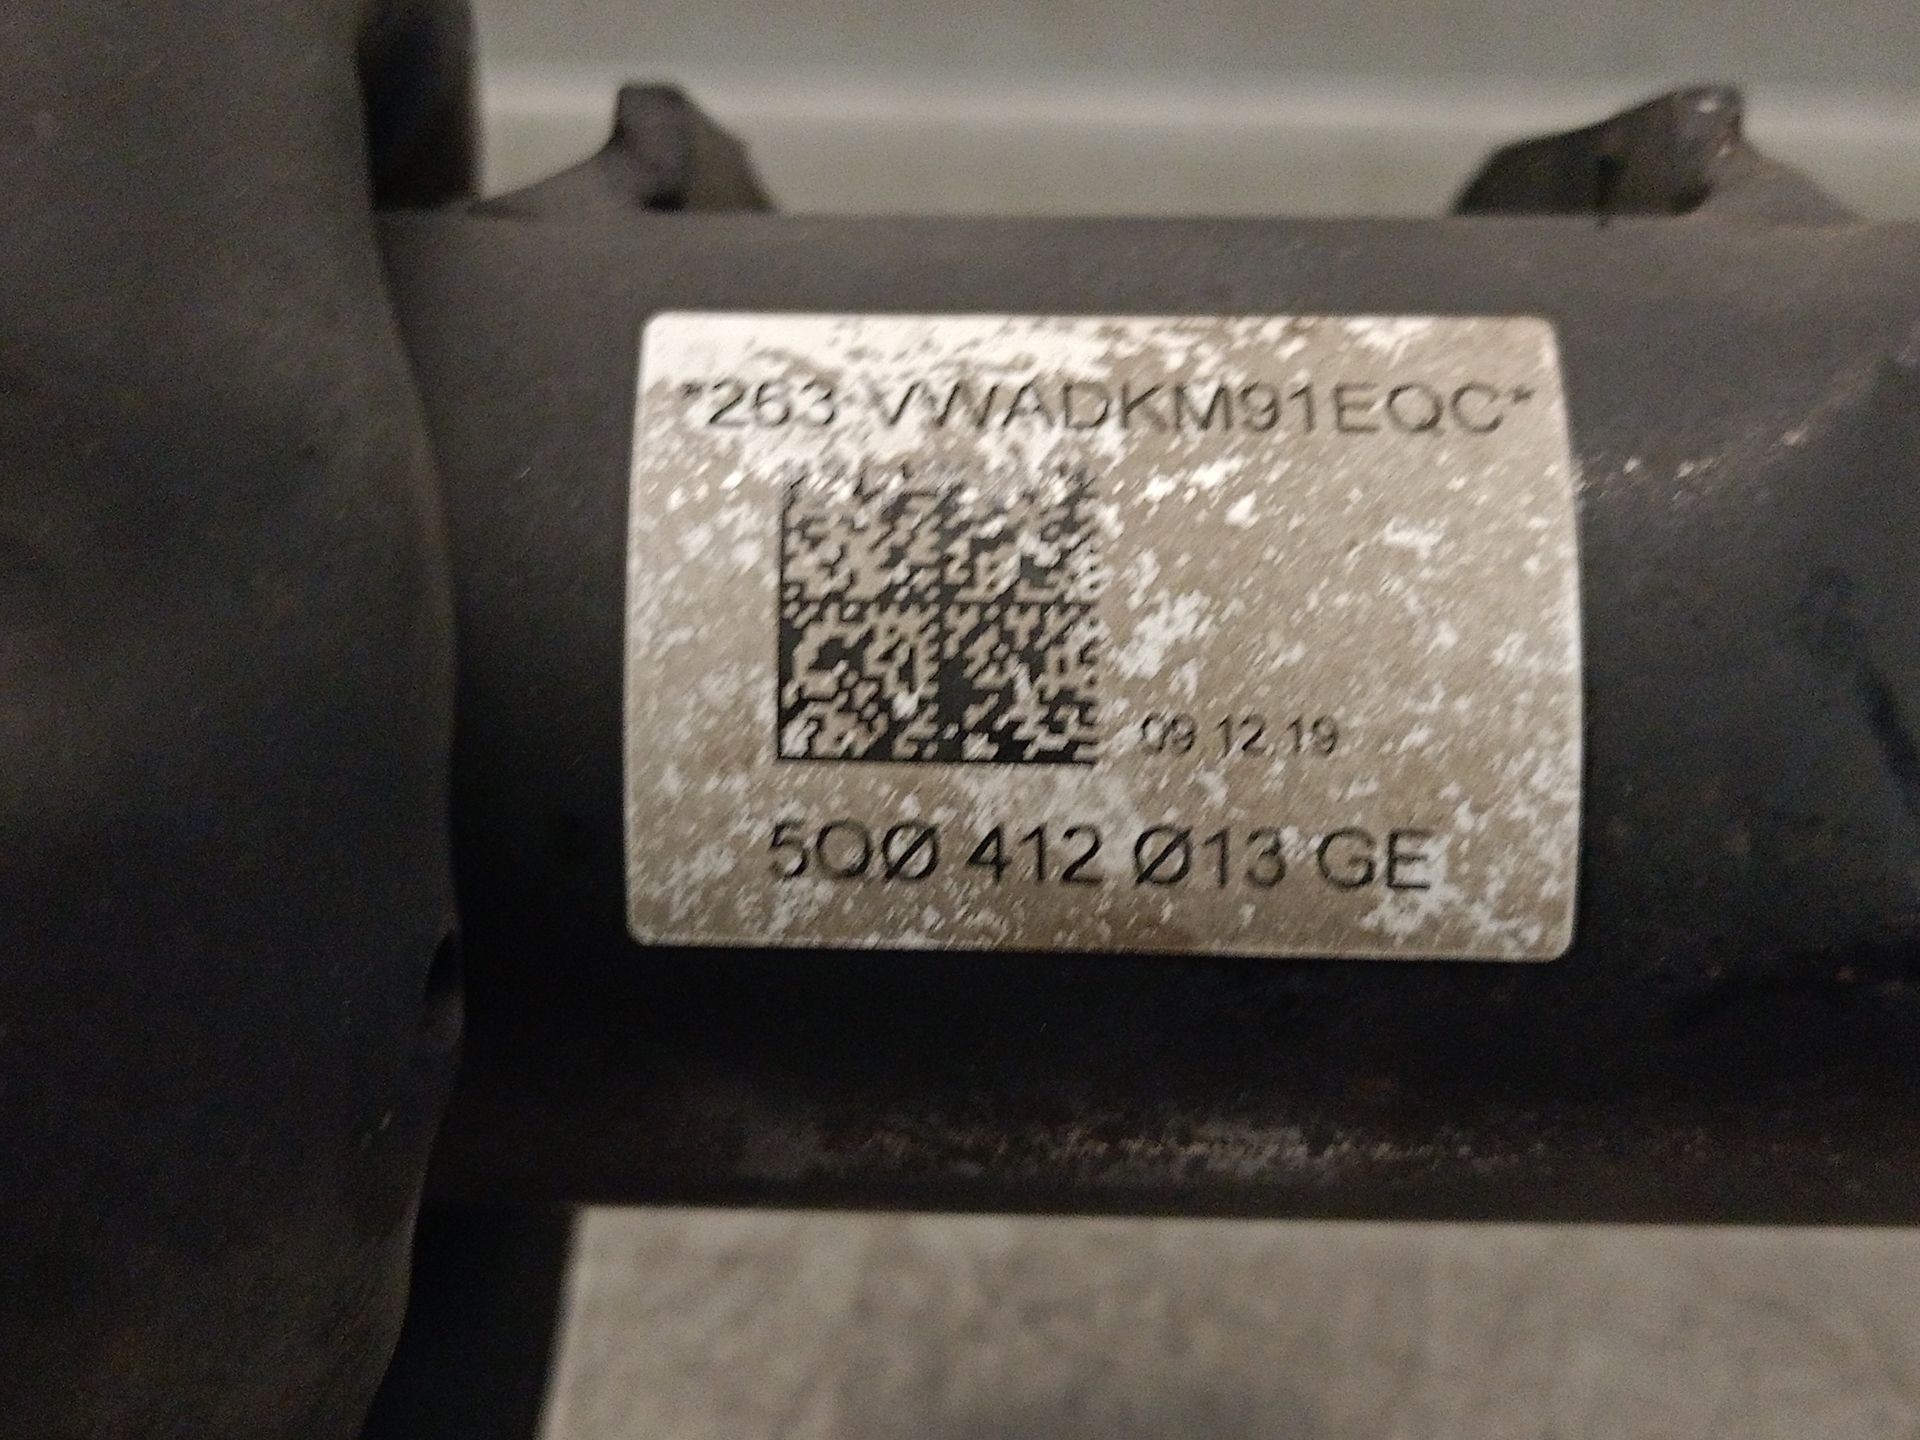 *263 VWADKM91EQC*
09.12.19
5QØ 412 Ø13 GE